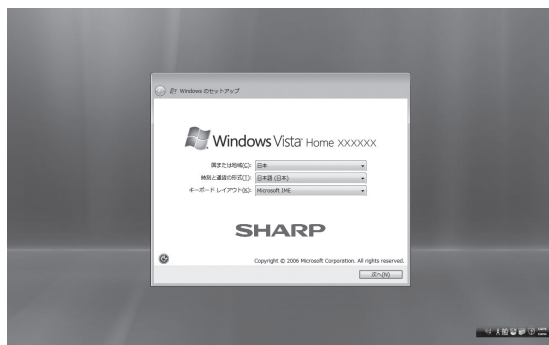 Windows のセットアップ
Windows Vista™ Home XXXXXX
国または地域(C): 日本
時刻と通貨の形式(T): 日本語 (日本)
キーボード レイアウト(K): Microsoft IME
SHARP
Copyright © 2006 Microsoft Corporation. All rights reserved.
次へ(N)